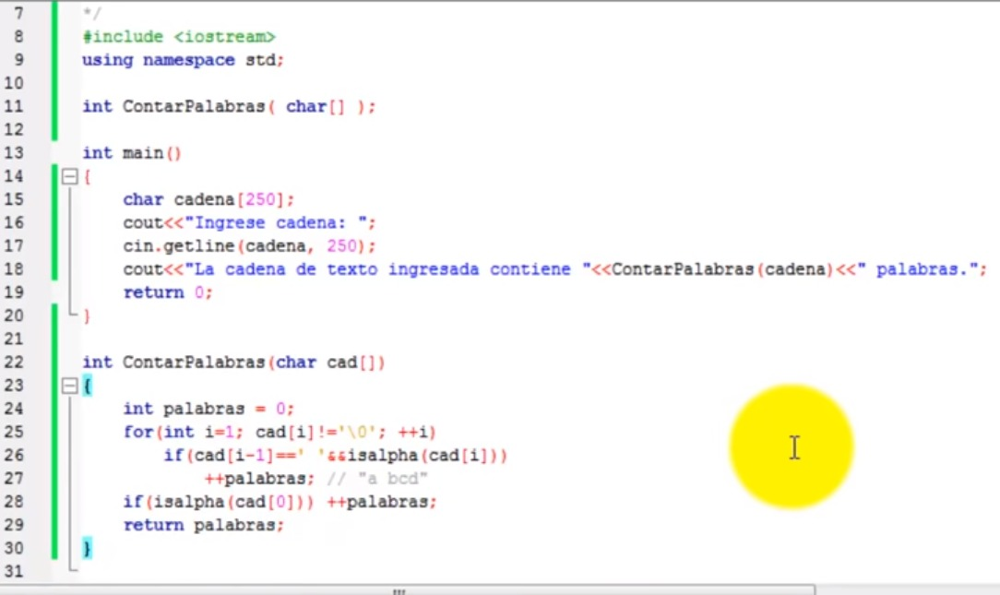 7 */
8 #include <iostream>
9 using namespace std;
10
11 int ContarPalabras( char[] );
12
13 int main()
14 {
15 char cadena[250];
16 cout<<"Ingrese cadena: ";
17 cin.getline(cadena, 250);
18 cout<<"La cadena de texto ingresada contiene "<<ContarPalabras(cadena)<<" palabras.";
19 return 0;
20 }
21
22 int ContarPalabras(char cad[])
23 {
24 int palabras = 0;
25 for(int i=1; cad[i]!='\0'; ++i)
26 if(cad[i-1]==' '&&isalpha(cad[i]))
27 ++palabras; // "a bcd"
28 if(isalpha(cad[0])) ++palabras;
29 return palabras;
30 }
31